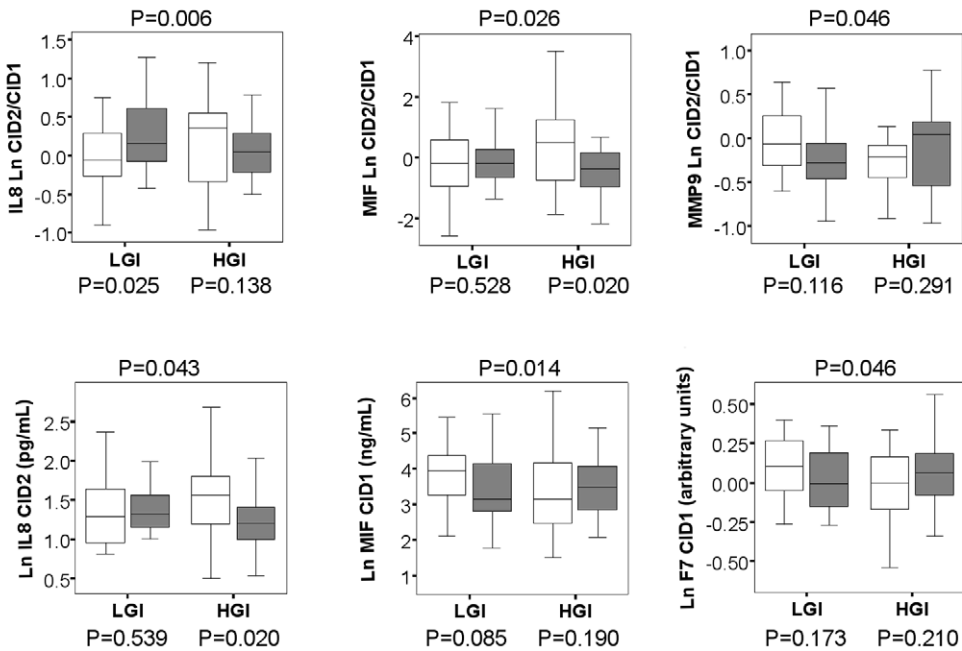 P=0.006
IL8 Ln CID2/CID1
1.5
1.0
0.5
0.0
-0.5
-1.0
LGI HGI
P=0.025 P=0.138
P=0.026
MIF Ln CID2/CID1
4
2
0
-2
LGI HGI
P=0.528 P=0.020
P=0.046
MMP9 Ln CID2/CID1
1.0
0.5
0.0
-0.5
-1.0
LGI HGI
P=0.116 P=0.291
P=0.043
Ln IL8 CID2 (pg/mL)
2.5
2.0
1.5
1.0
0.5
LGI HGI
P=0.539 P=0.020
P=0.014
Ln MIF CID1 (ng/mL)
6
5
4
3
2
1
LGI HGI
P=0.085 P=0.190
P=0.046
Ln F7 CID1 (arbitrary units)
0.50
0.25
0.00
-0.25
-0.50
LGI HGI
P=0.173 P=0.210